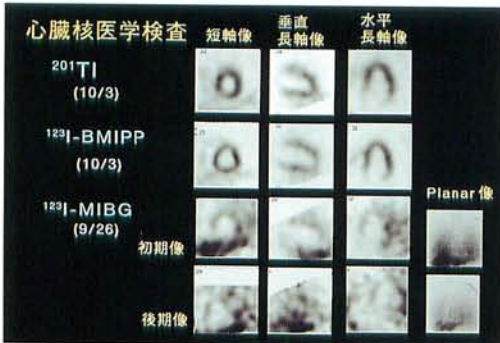 心臓核医学検査
短軸像
垂直
長軸像
水平
長軸像
²⁰¹Tl
(10/3)
¹²³I-BMIPP
(10/3)
¹²³I-MIBG
(9/26)
初期像
Planar像
後期像